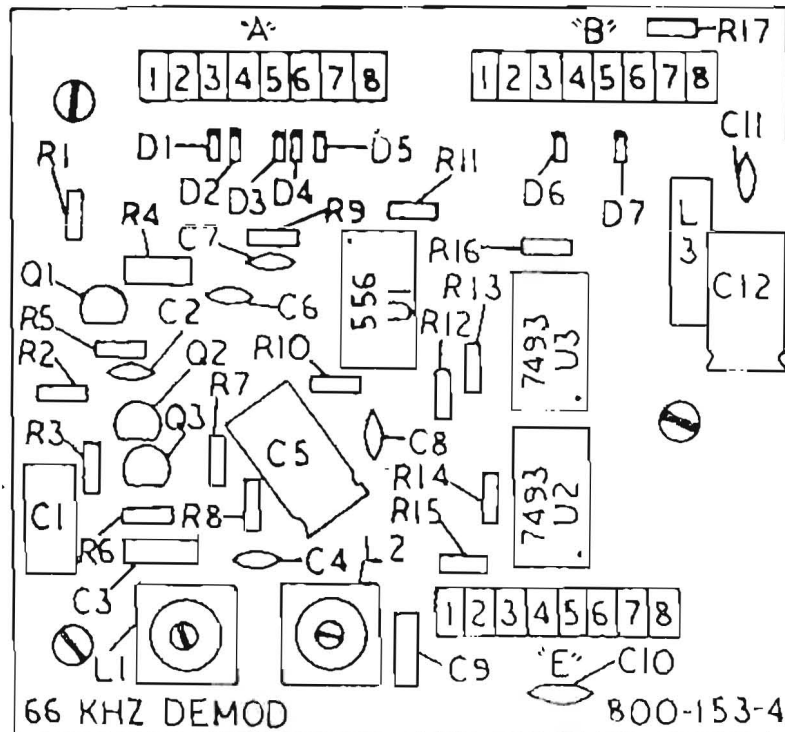 "A" "B" R17
1 2 3 4 5 6 7 8 1 2 3 4 5 6 7 8
C11
R1 D1 D5
D2 D3 D4 R11 D6 D7
R4 R9
C7 R16 L3
Q1 556 U1 R13 C12
C6
R5 C2 R12 7493 U3
R2 Q2 R10
R7
R3 Q3 C5 C8
R14
C1 R8 7493 U2
R6 R15
C3 C4 L2
1 2 3 4 5 6 7 8
L1 C9 "E" C10
66 KHZ DEMOD 800-153-4